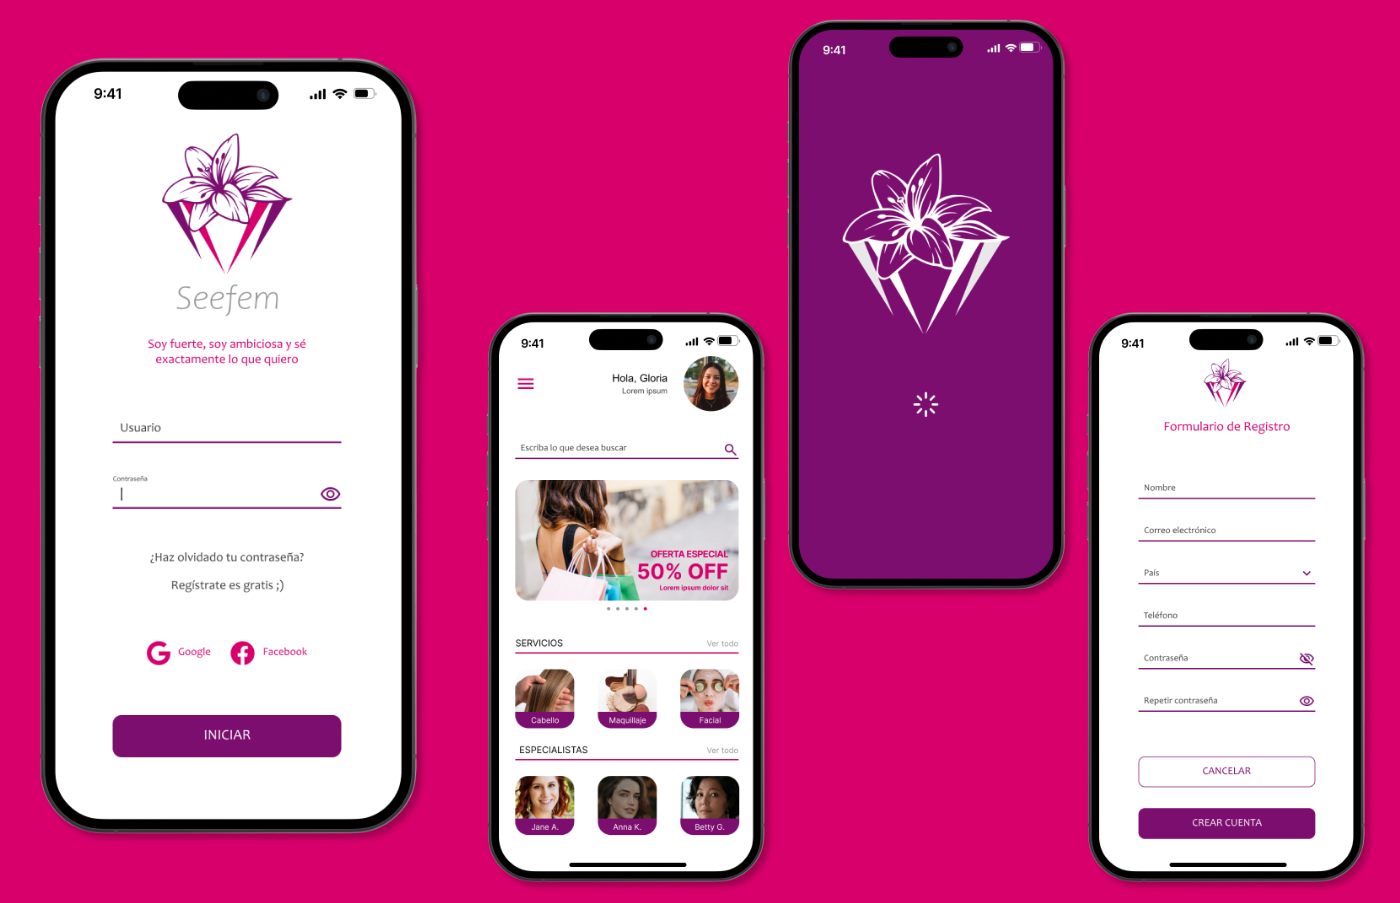 9:41
Seefem
Soy fuerte, soy ambiciosa y sé
exactamente lo que quiero
Usuario
Contraseña
¿Haz olvidado tu contraseña?
Regístrate es gratis ;)
Google
Facebook
INICIAR
9:41
Hola, Gloria
Lorem ipsum
Escriba lo que desea buscar
OFERTA ESPECIAL
50% OFF
Lorem ipsum dolor sit
SERVICIOS
Ver todo
Cabello
Maquillaje
Facial
ESPECIALISTAS
Ver todo
Jane A.
Anna K.
Betty G.
9:41
9:41
Formulario de Registro
Nombre
Correo electrónico
País
Teléfono
Contraseña
Repetir contraseña
CANCELAR
CREAR CUENTA